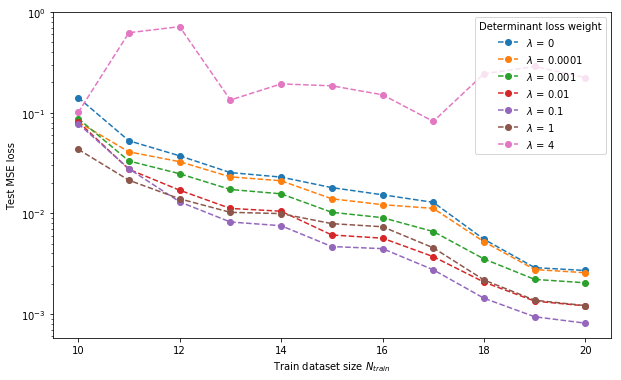 Determinant loss weight
λ = 0
λ = 0.0001
λ = 0.001
λ = 0.01
λ = 0.1
λ = 1
λ = 4
Test MSE loss
10⁰
10⁻¹
10⁻²
10⁻³
10 12 14 16 18 20
Train dataset size N_train